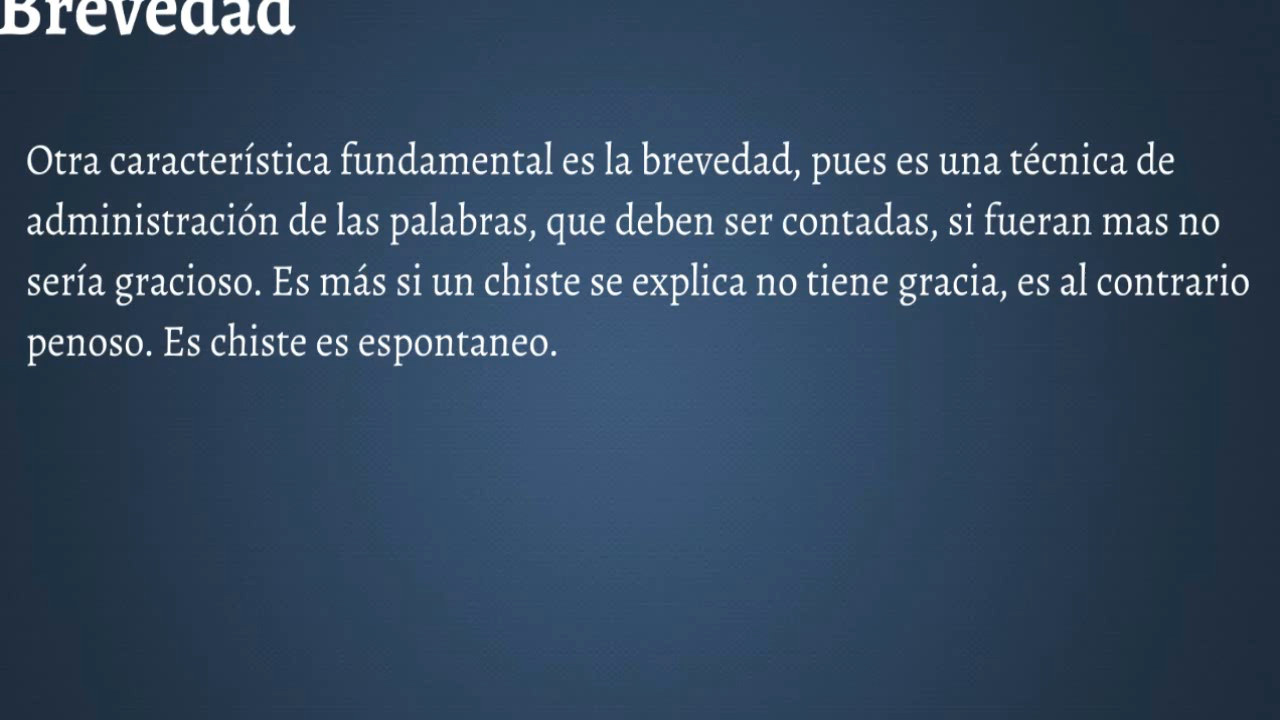 Brevedad
Otra característica fundamental es la brevedad, pues es una técnica de
administración de las palabras, que deben ser contadas, si fueran mas no
sería gracioso. Es más si un chiste se explica no tiene gracia, es al contrario
penoso. Es chiste es espontaneo.